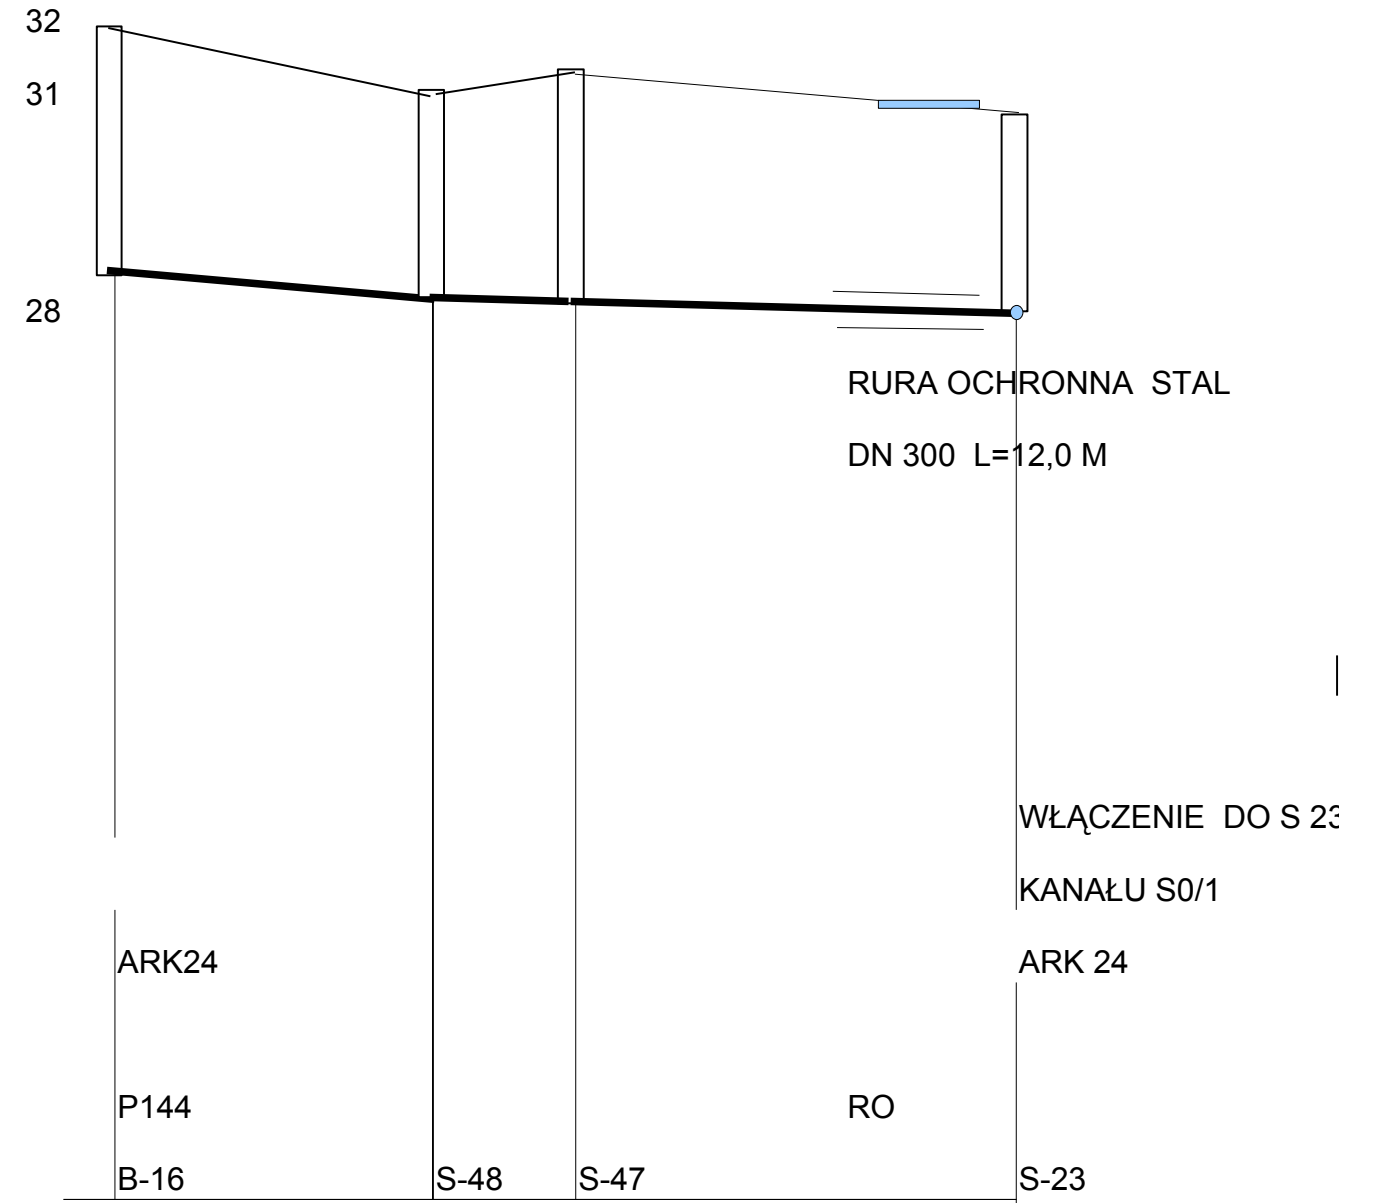 32
31
28
RURA OCHRONNA STAL
DN 300 L=12,0 M
WŁĄCZENIE DO S 23
KANAŁU S0/1
ARK24
ARK 24
P144
RO
B-16
S-48
S-47
S-23